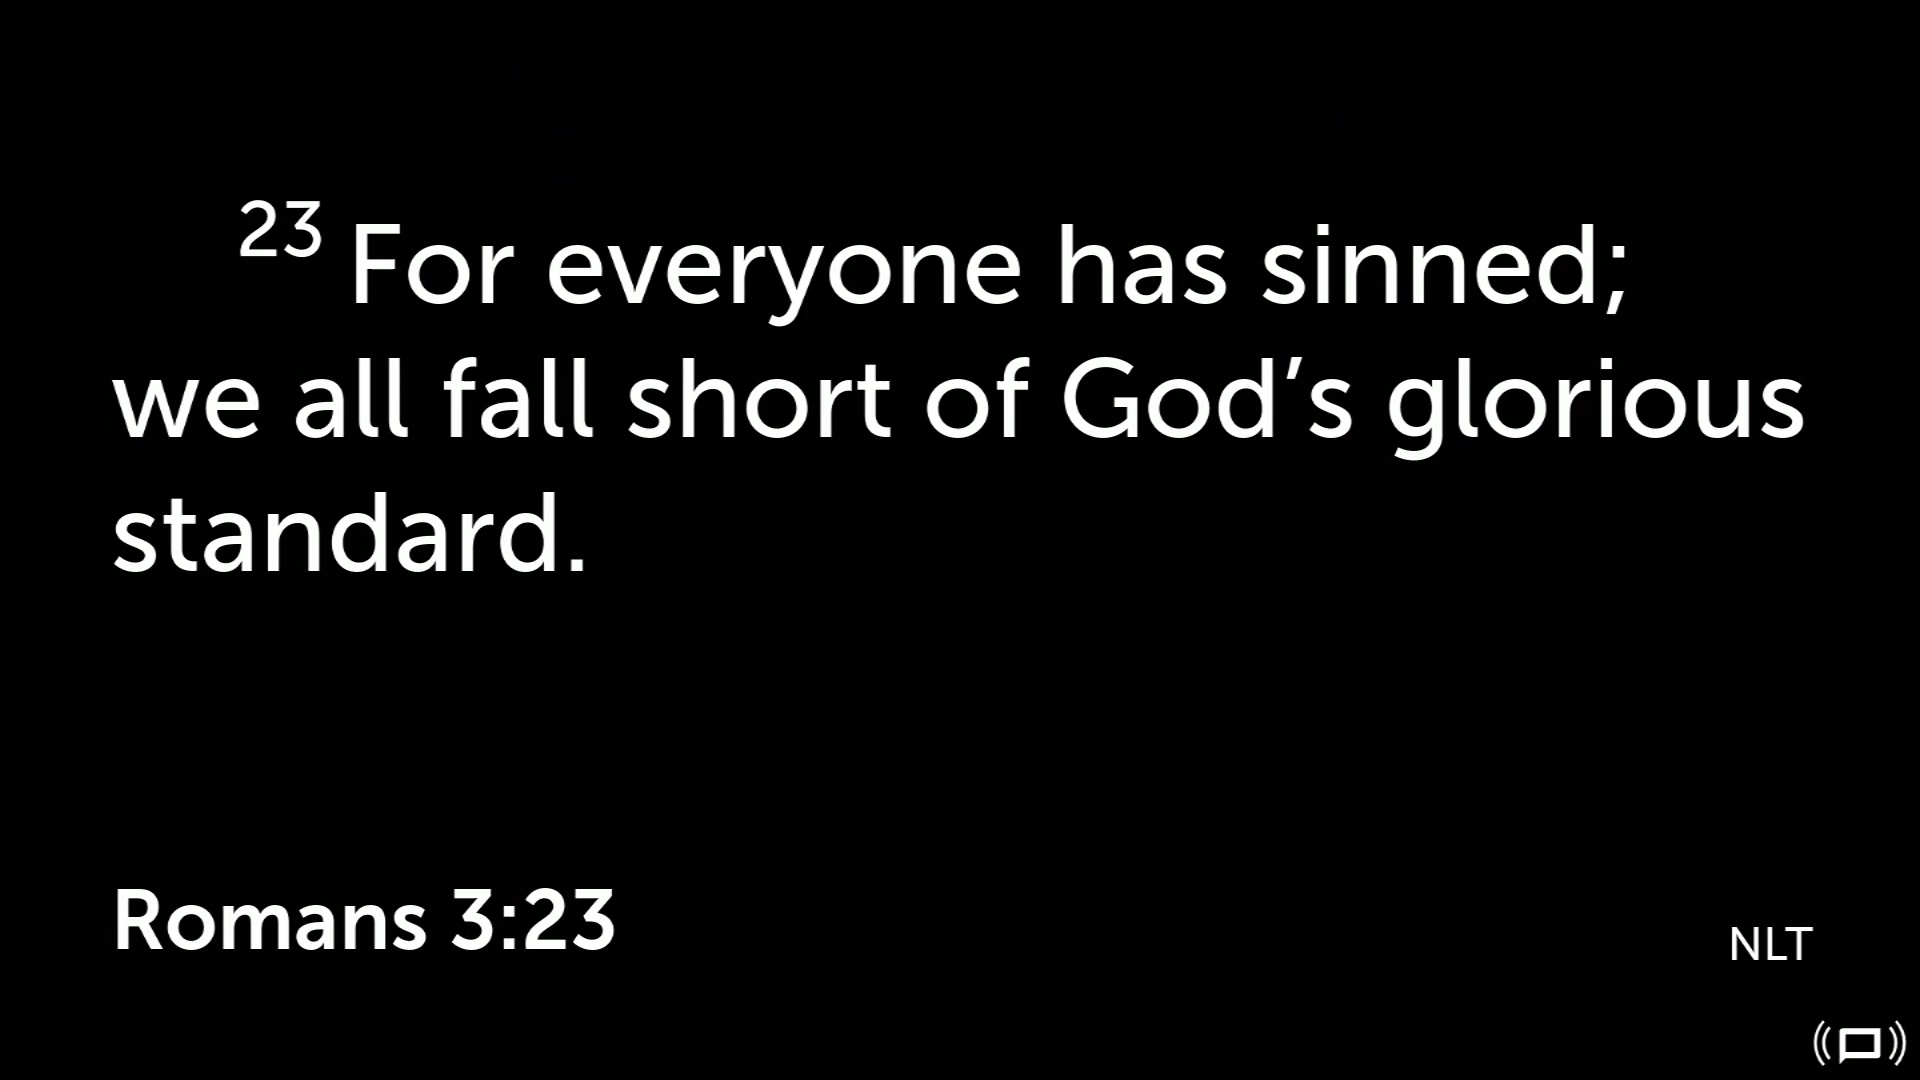 23 For everyone has sinned;
we all fall short of God’s glorious
standard.
Romans 3:23
NLT